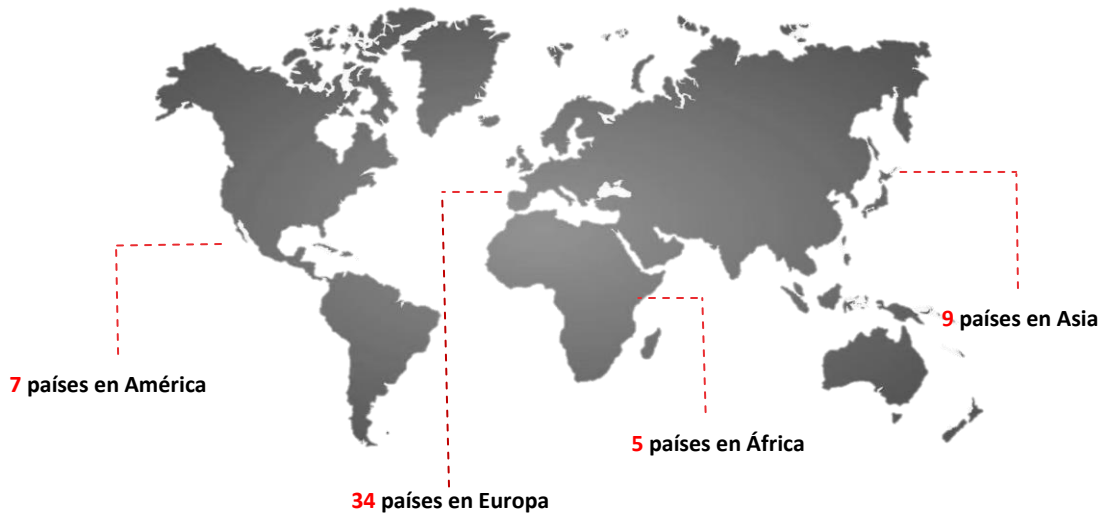 9 países en Asia
7 países en América
5 países en África
34 países en Europa